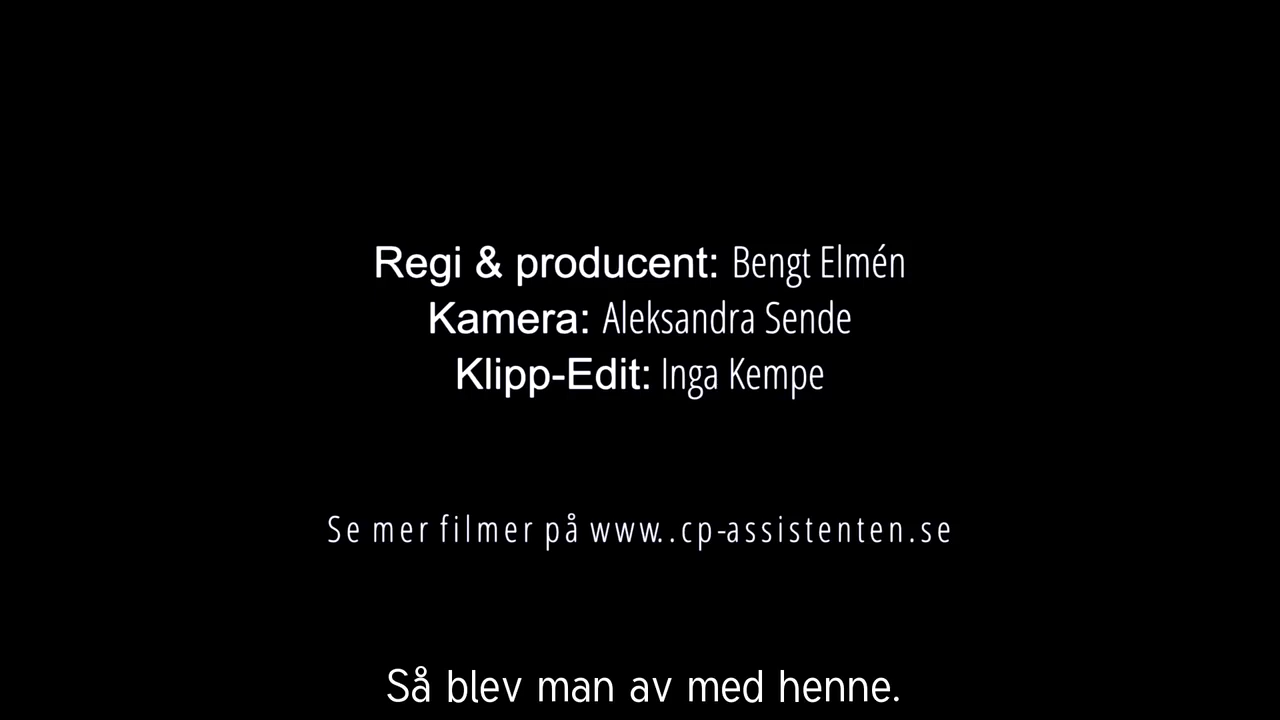 Regi & producent: Bengt Elmén
Kamera: Aleksandra Sende
Klipp-Edit: Inga Kempe
Se mer filmer på www..cp-assistenten.se
Så blev man av med henne.